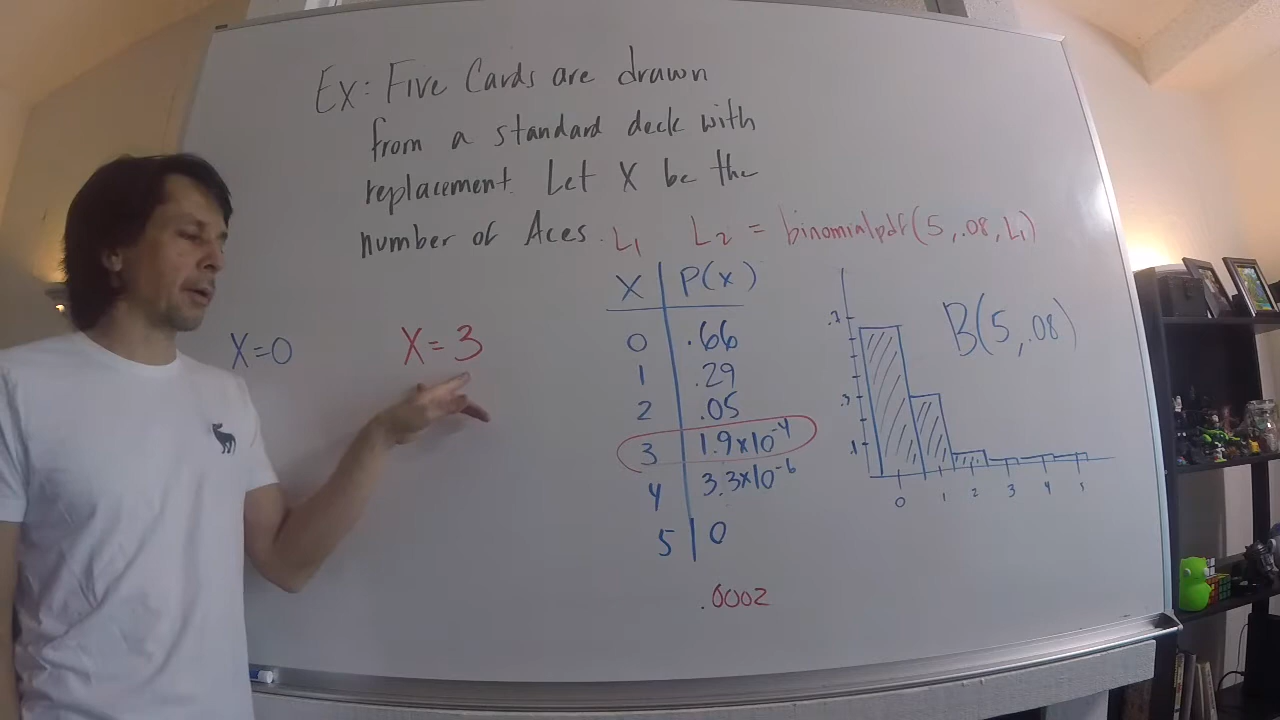 Ex: Five Cards are drawn
from a standard deck with
replacement. Let X be the
number of Aces.
L₁ L₂ = binomialpdf(5, .08, L₁)
X P(x)
0 .66
1 .29
2 .05
3 1.9x10⁻⁴
4 3.3x10⁻⁶
5 0
.0002
X=0 X=3
B(5, .08)
.3
.1
0 1 2 3 4 5